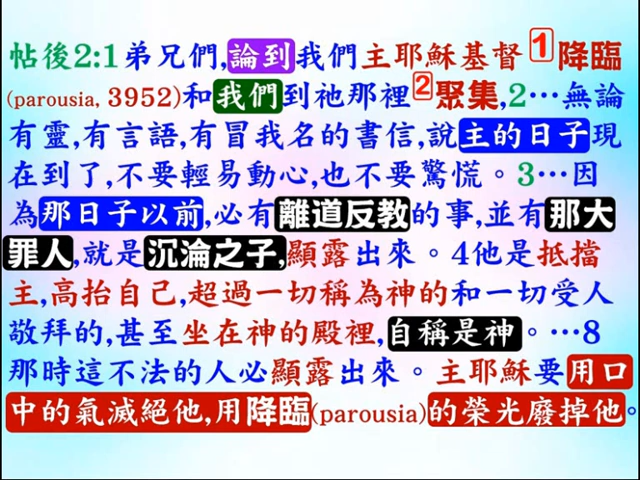 帖後2:1弟兄們,論到我們主耶穌基督1降臨
(parousia, 3952)和我們到祂那裡2聚集,2…無論
有靈,有言語,有冒我名的書信,說主的日子現
在到了,不要輕易動心,也不要驚慌。3…因
為那日子以前,必有離道反教的事,並有那大
罪人,就是沉淪之子,顯露出來。4他是抵擋
主,高抬自己,超過一切稱為神的和一切受人
敬拜的,甚至坐在神的殿裡,自稱是神。…8
那時這不法的人必顯露出來。主耶穌要用口
中的氣滅絕他,用降臨(parousia)的榮光廢掉他。